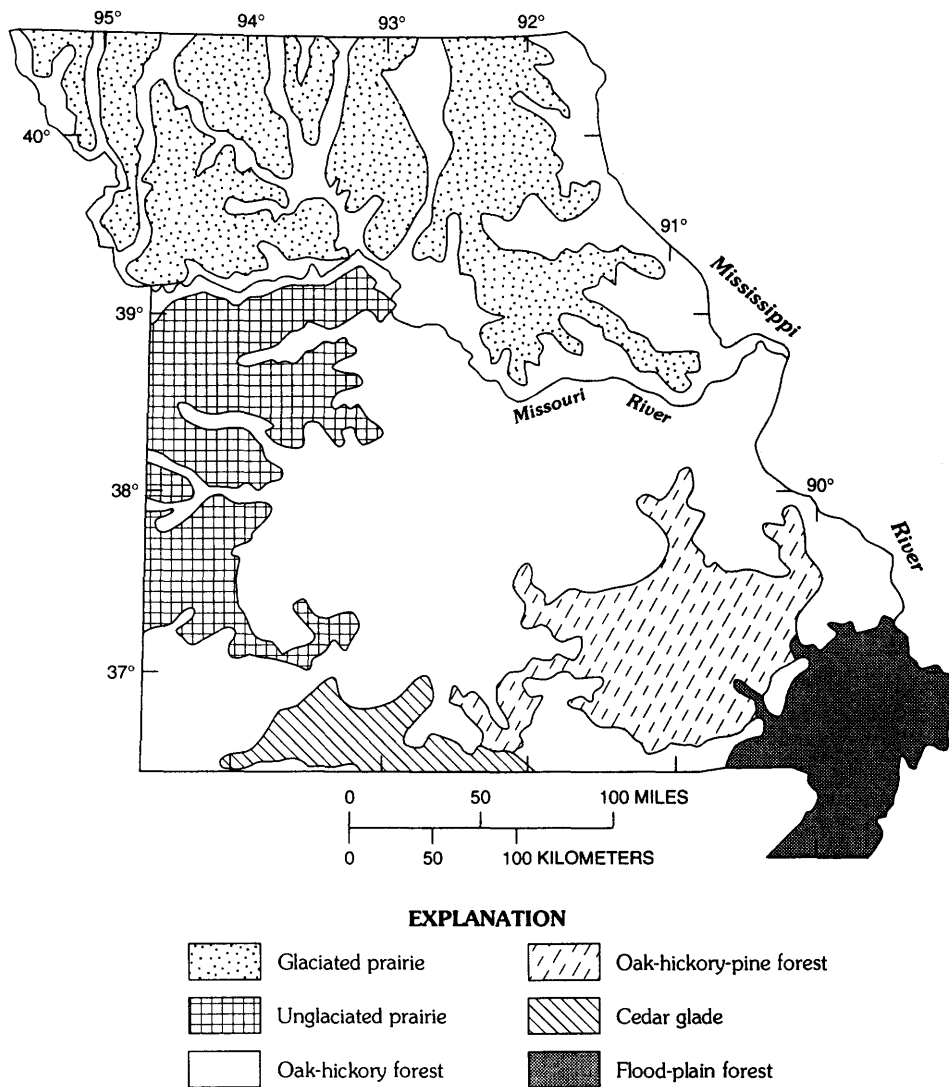 95°
94°
93°
92°
40°
91°
Mississippi
39°
Missouri River
38°
90°
River
37°
0 50 100 MILES
0 50 100 KILOMETERS
EXPLANATION
Glaciated prairie
Oak-hickory-pine forest
Unglaciated prairie
Cedar glade
Oak-hickory forest
Flood-plain forest